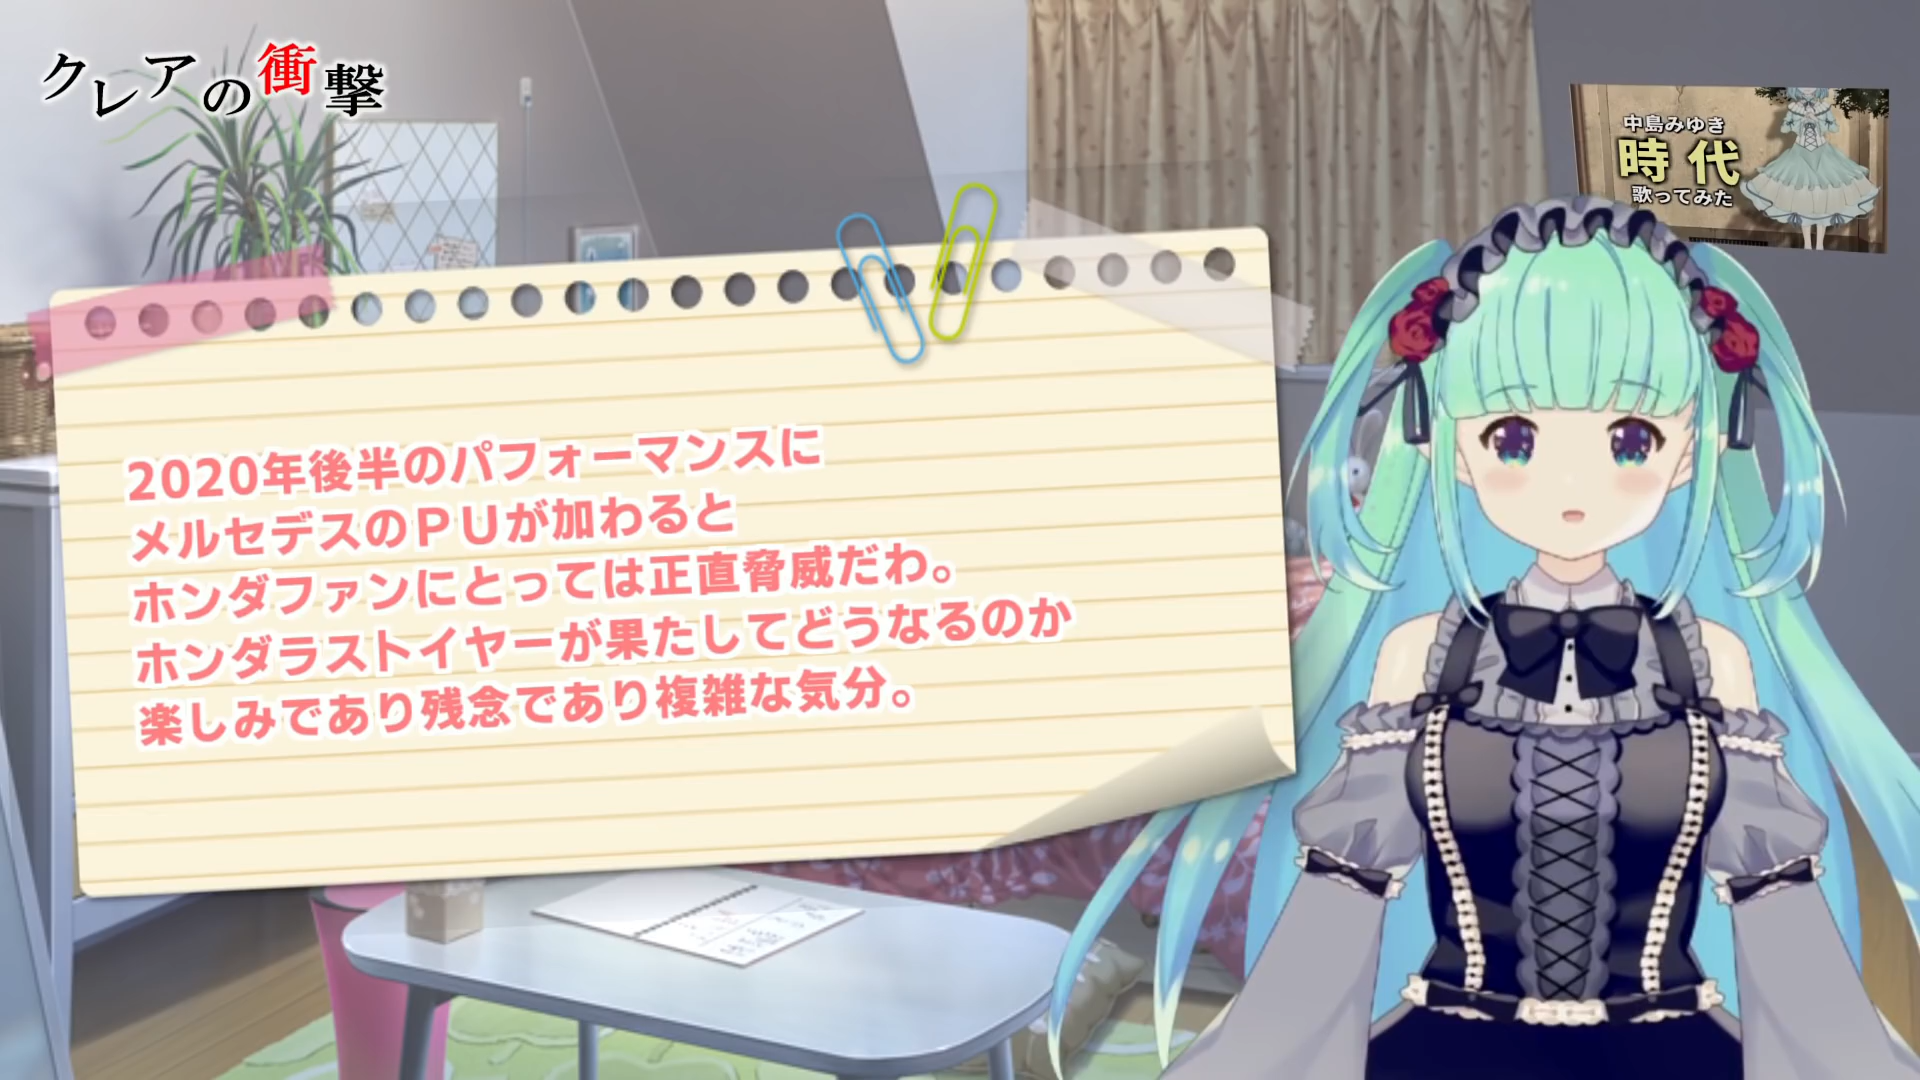 クレアの衝撃
中島みゆき
時代
歌ってみた
2020年後半のパフォーマンスに
メルセデスのPUが加わると
ホンダファンにとっては正直脅威だわ。
ホンダラストイヤーが果たしてどうなるのか
楽しみであり残念であり複雑な気分。